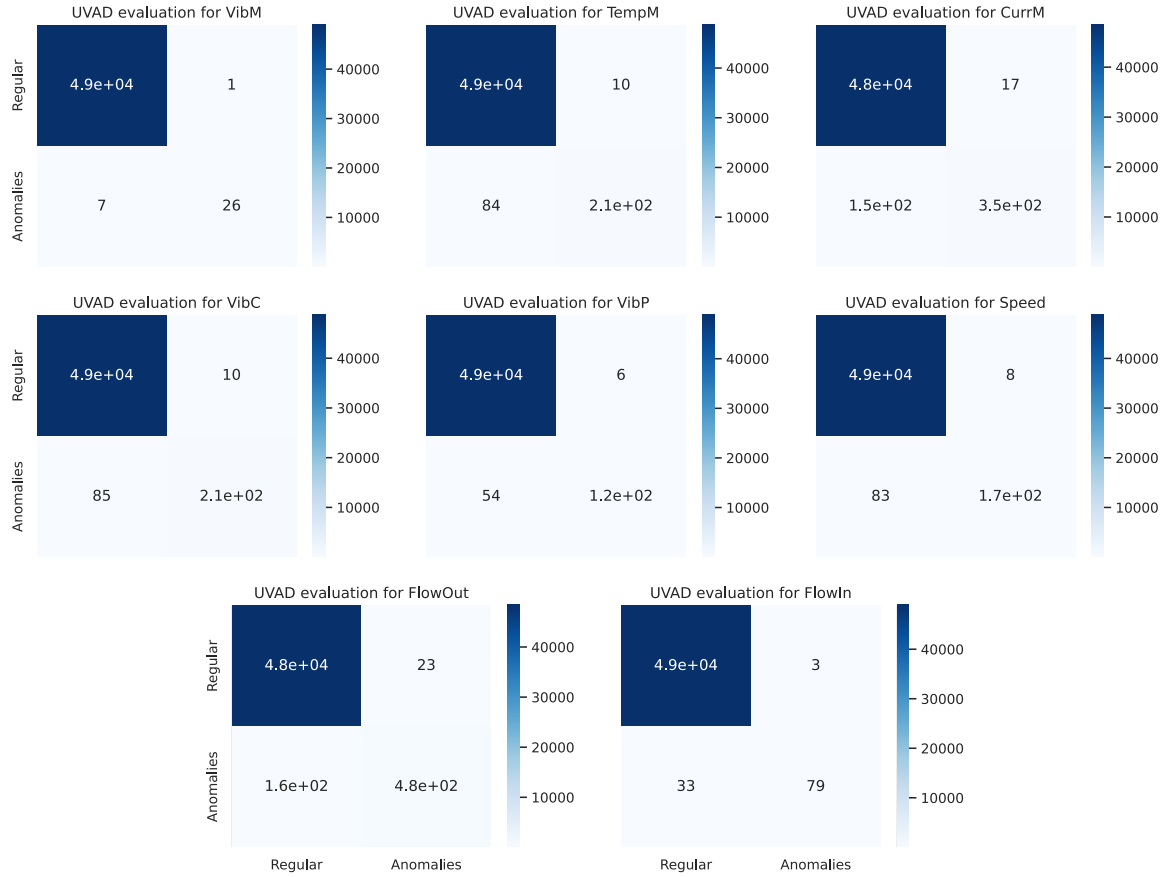 UVAD evaluation for VibM
UVAD evaluation for TempM
UVAD evaluation for CurrM
Regular
4.9e+04
1
40000
4.9e+04
10
40000
4.8e+04
17
40000
30000
30000
30000
20000
20000
20000
Anomalies
7
26
10000
84
2.1e+02
10000
1.5e+02
3.5e+02
10000
UVAD evaluation for VibC
UVAD evaluation for VibP
UVAD evaluation for Speed
Regular
4.9e+04
10
40000
4.9e+04
6
40000
4.9e+04
8
40000
30000
30000
30000
20000
20000
20000
Anomalies
85
2.1e+02
10000
54
1.2e+02
10000
83
1.7e+02
10000
UVAD evaluation for FlowOut
UVAD evaluation for FlowIn
Regular
4.8e+04
23
40000
4.9e+04
3
40000
30000
30000
20000
20000
Anomalies
1.6e+02
4.8e+02
10000
33
79
10000
Regular
Anomalies
Regular
Anomalies